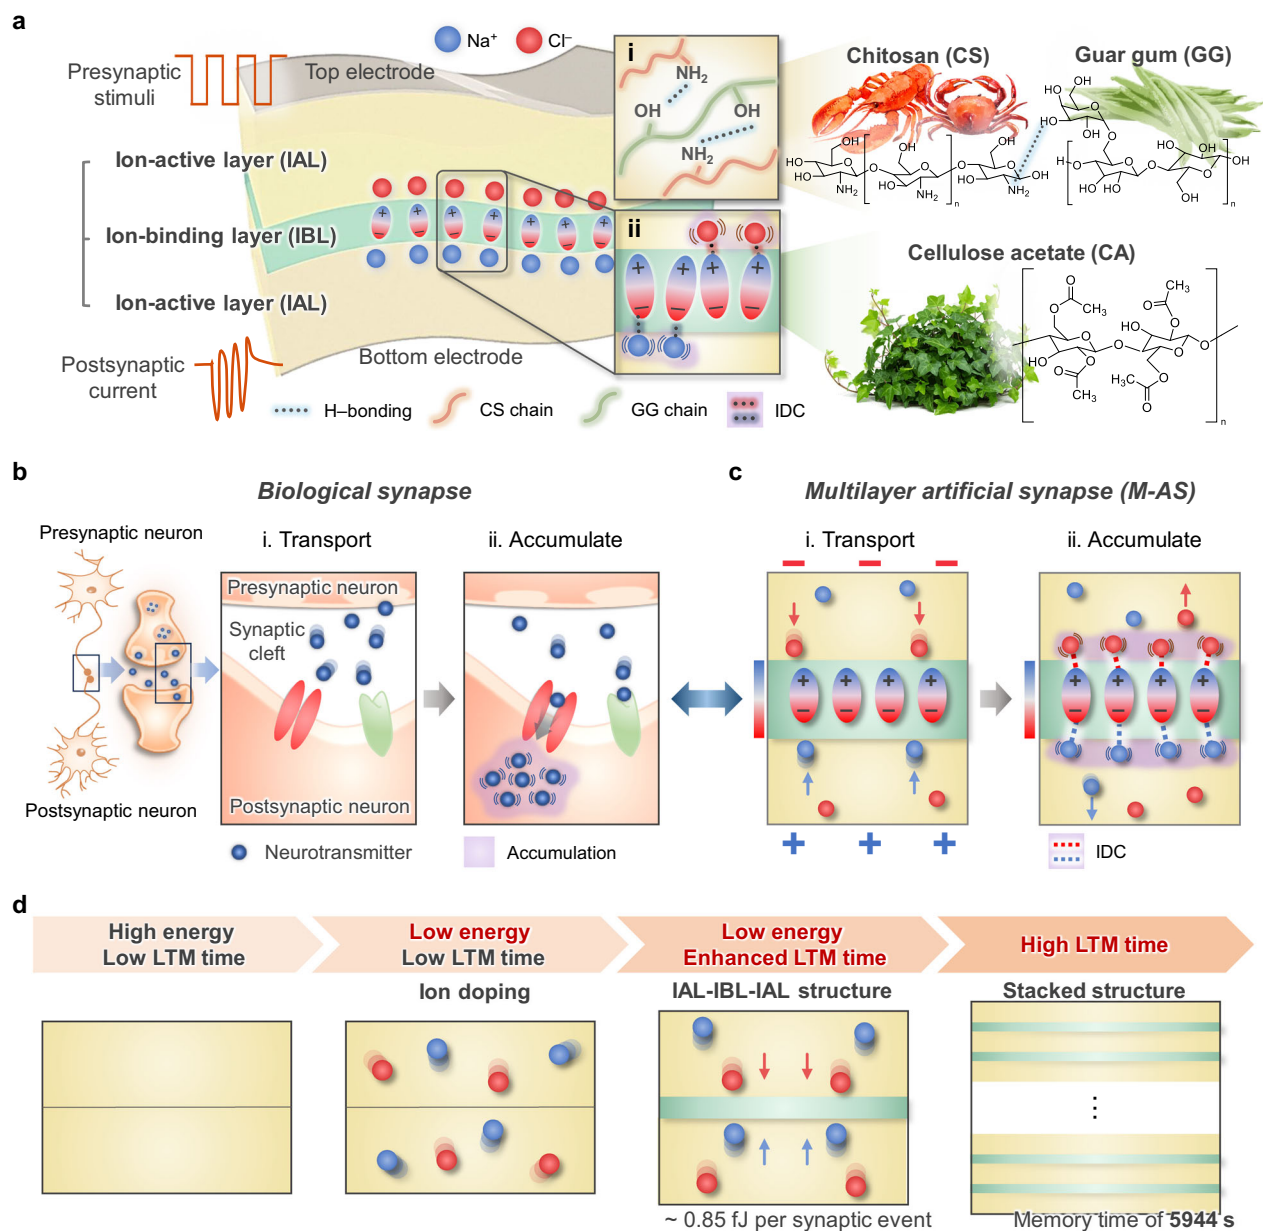 a
Na⁺
Cl⁻
Presynaptic
stimuli
Top electrode
Ion-active layer (IAL)
Ion-binding layer (IBL)
Ion-active layer (IAL)
Postsynaptic
current
Bottom electrode
i
NH₂
OH
OH
NH₂
ii
+ + + +
− − − −
Chitosan (CS)
Guar gum (GG)
Cellulose acetate (CA)
H–bonding
CS chain
GG chain
IDC
b
Biological synapse
Presynaptic neuron
Postsynaptic neuron
i. Transport
Presynaptic neuron
Synaptic
cleft
Postsynaptic neuron
ii. Accumulate
Neurotransmitter
Accumulation
c
Multilayer artificial synapse (M-AS)
i. Transport
ii. Accumulate
IDC
d
High energy
Low LTM time
Low energy
Low LTM time
Low energy
Enhanced LTM time
High LTM time
Ion doping
IAL-IBL-IAL structure
Stacked structure
~ 0.85 fJ per synaptic event
Memory time of 5944 s